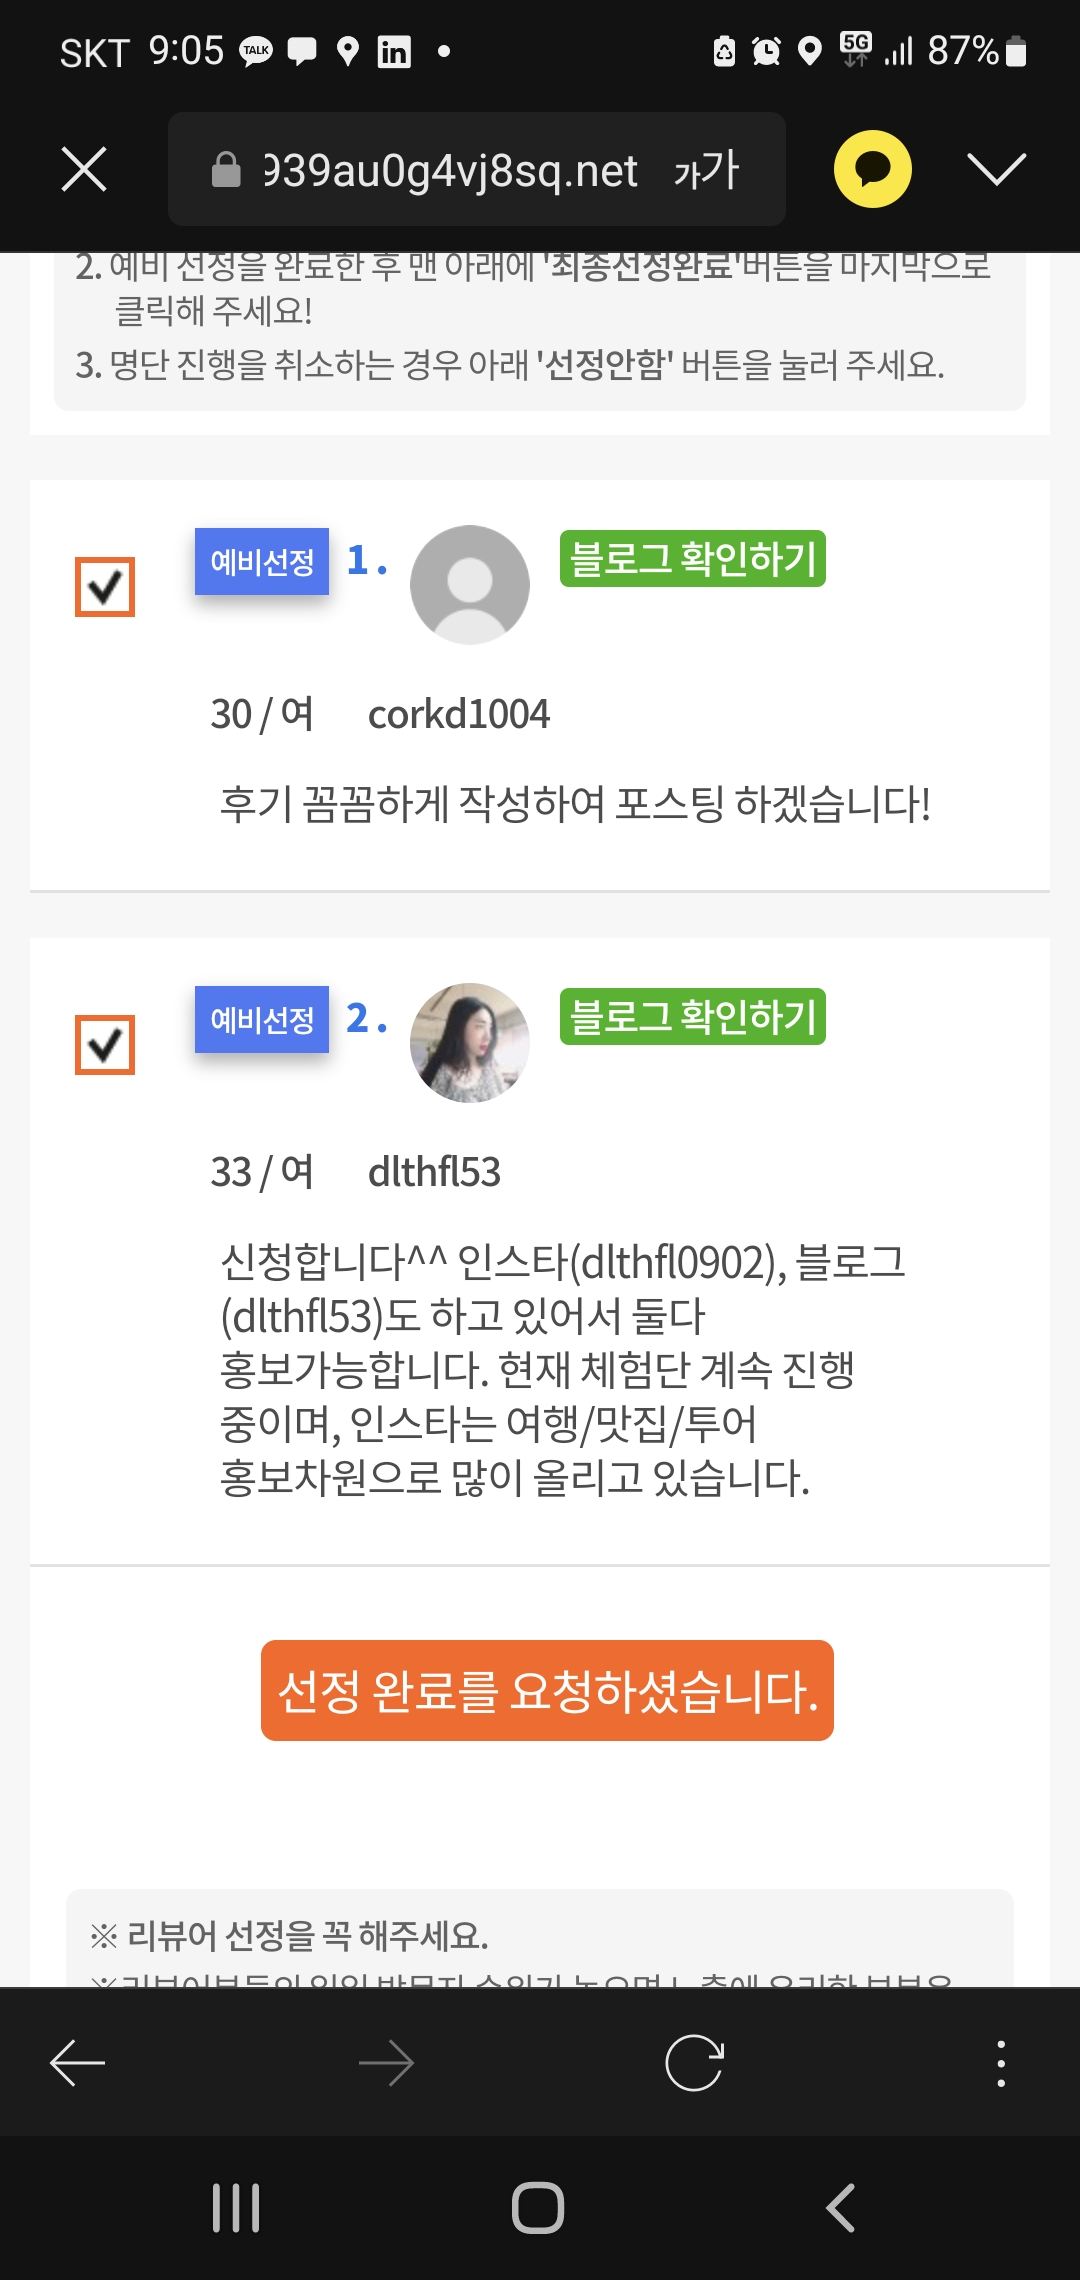 SKT 9:05 TALK in 5G 87%
939au0g4vj8sq.net 가가
2. 예비 선정을 완료한 후 맨 아래에 '최종선정완료'버튼을 마지막으로
클릭해 주세요!
3. 명단 진행을 취소하는 경우 아래 '선정안함' 버튼을 눌러 주세요.
예비선정 1. 블로그 확인하기
30 / 여 corkd1004
후기 꼼꼼하게 작성하여 포스팅 하겠습니다!
예비선정 2. 블로그 확인하기
33 / 여 dlthfl53
신청합니다^^ 인스타(dlthfl0902), 블로그
(dlthfl53)도 하고 있어서 둘다
홍보가능합니다. 현재 체험단 계속 진행
중이며, 인스타는 여행/맛집/투어
홍보차원으로 많이 올리고 있습니다.
선정 완료를 요청하셨습니다.
※ 리뷰어 선정을 꼭 해주세요.